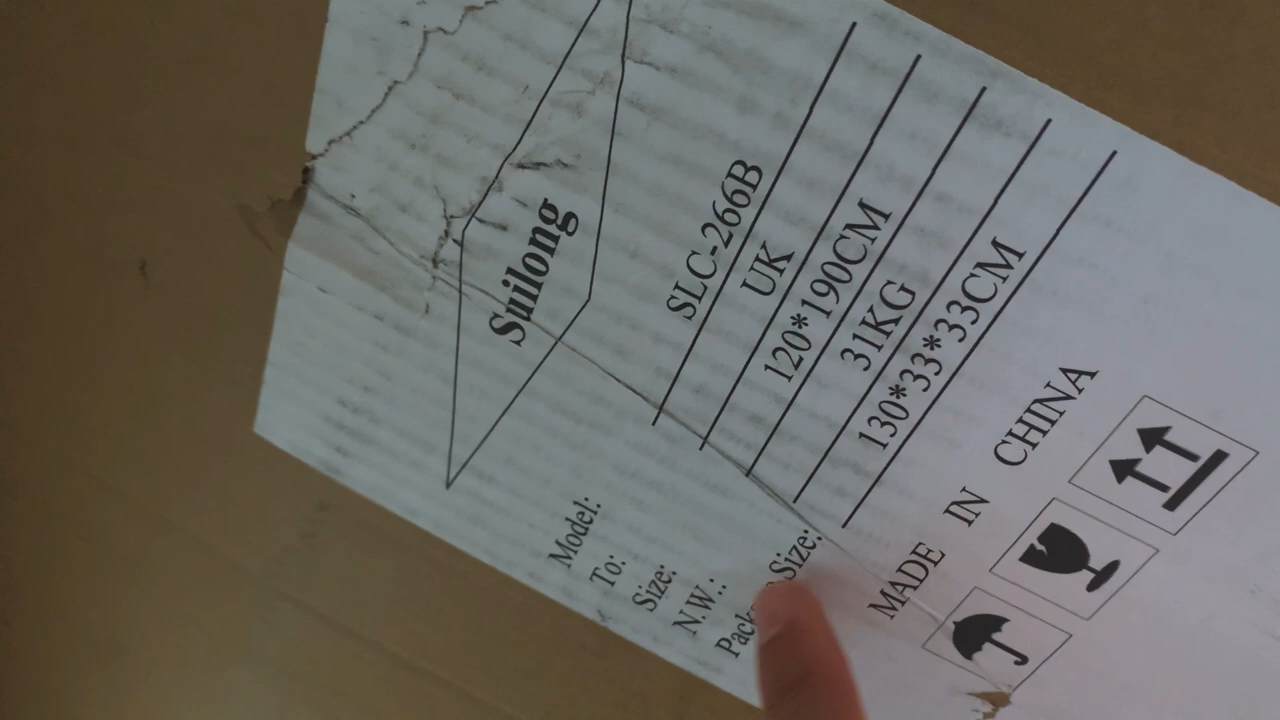 Suilong
Model: SLC-266B
To: UK
Size: 120*190CM
N.W.: 31KG
Size: 130*33*33CM
MADE IN CHINA